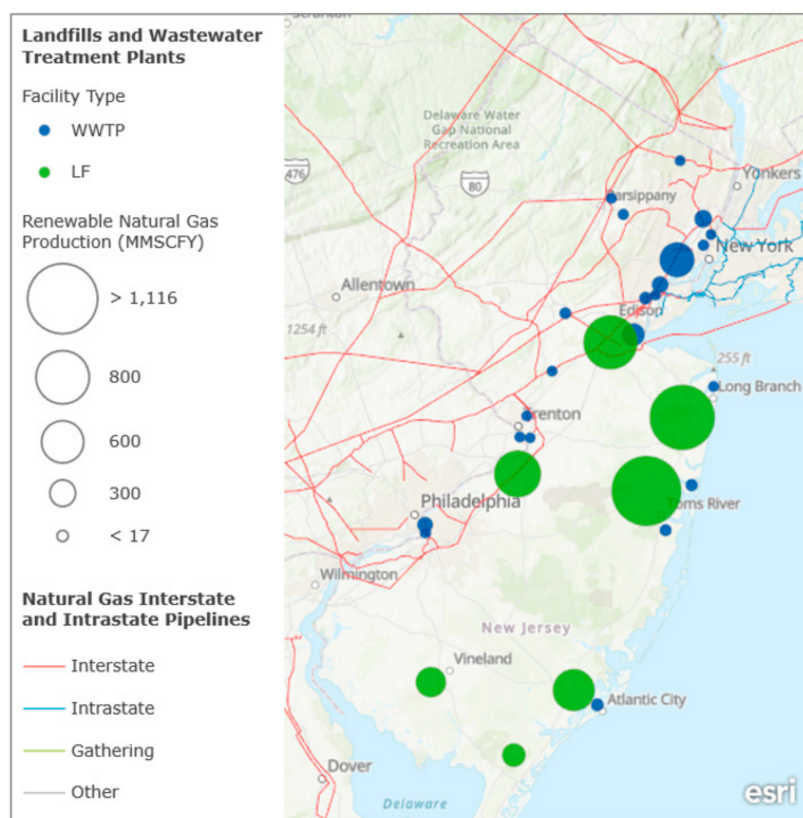 Landfills and Wastewater
Treatment Plants
Facility Type
WWTP
LF
Renewable Natural Gas
Production (MMSCFY)
> 1,116
800
600
300
< 17
Natural Gas Interstate
and Intrastate Pipelines
Interstate
Intrastate
Gathering
Other
Scranton
Delaware Water
Gap National
Recreation Area
476
80
Yonkers
Parsippany
New York
Allentown
Edison
1254 ft
255 ft
Long Branch
Trenton
Philadelphia
Toms River
Wilmington
New Jersey
Vineland
Atlantic City
Dover
Delaware
esri